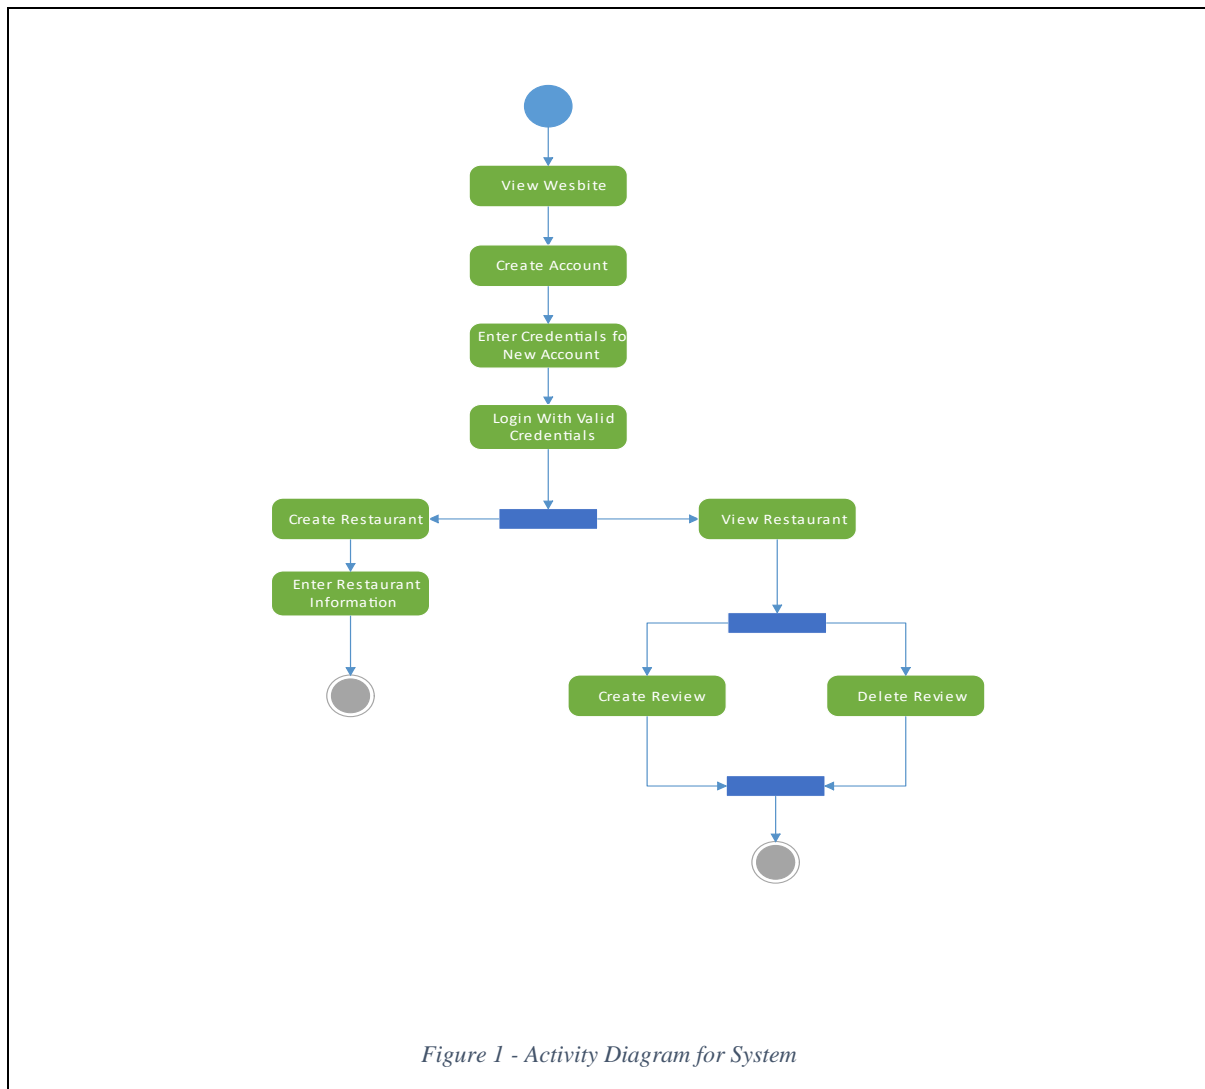 View Wesbite
Create Account
Enter Credentials fo
New Account
Login With Valid
Credentials
Create Restaurant
View Restaurant
Enter Restaurant
Information
Create Review
Delete Review
Figure 1 - Activity Diagram for System